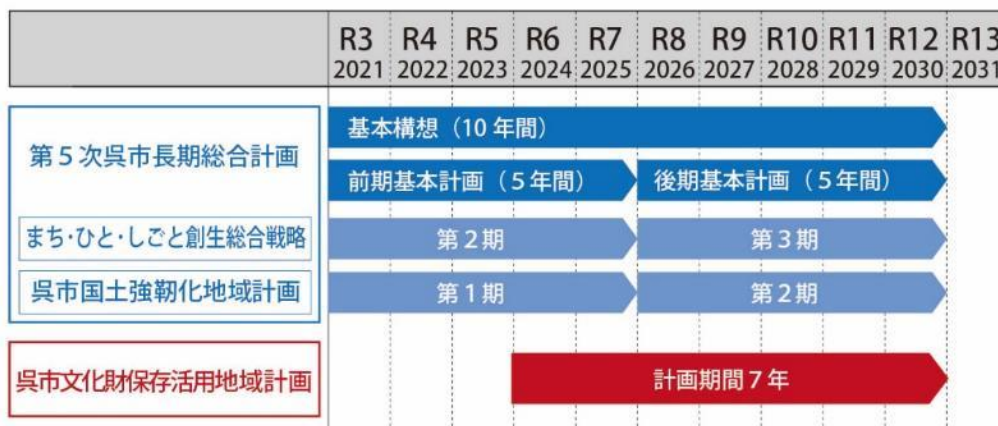 R3 R4 R5 R6 R7 R8 R9 R10 R11 R12 R13
2021 2022 2023 2024 2025 2026 2027 2028 2029 2030 2031
基本構想（10年間）
第5次呉市長期総合計画
前期基本計画（5年間） 後期基本計画（5年間）
まち・ひと・しごと創生総合戦略 第2期 第3期
呉市国土強靭化地域計画 第1期 第2期
呉市文化財保存活用地域計画 計画期間7年